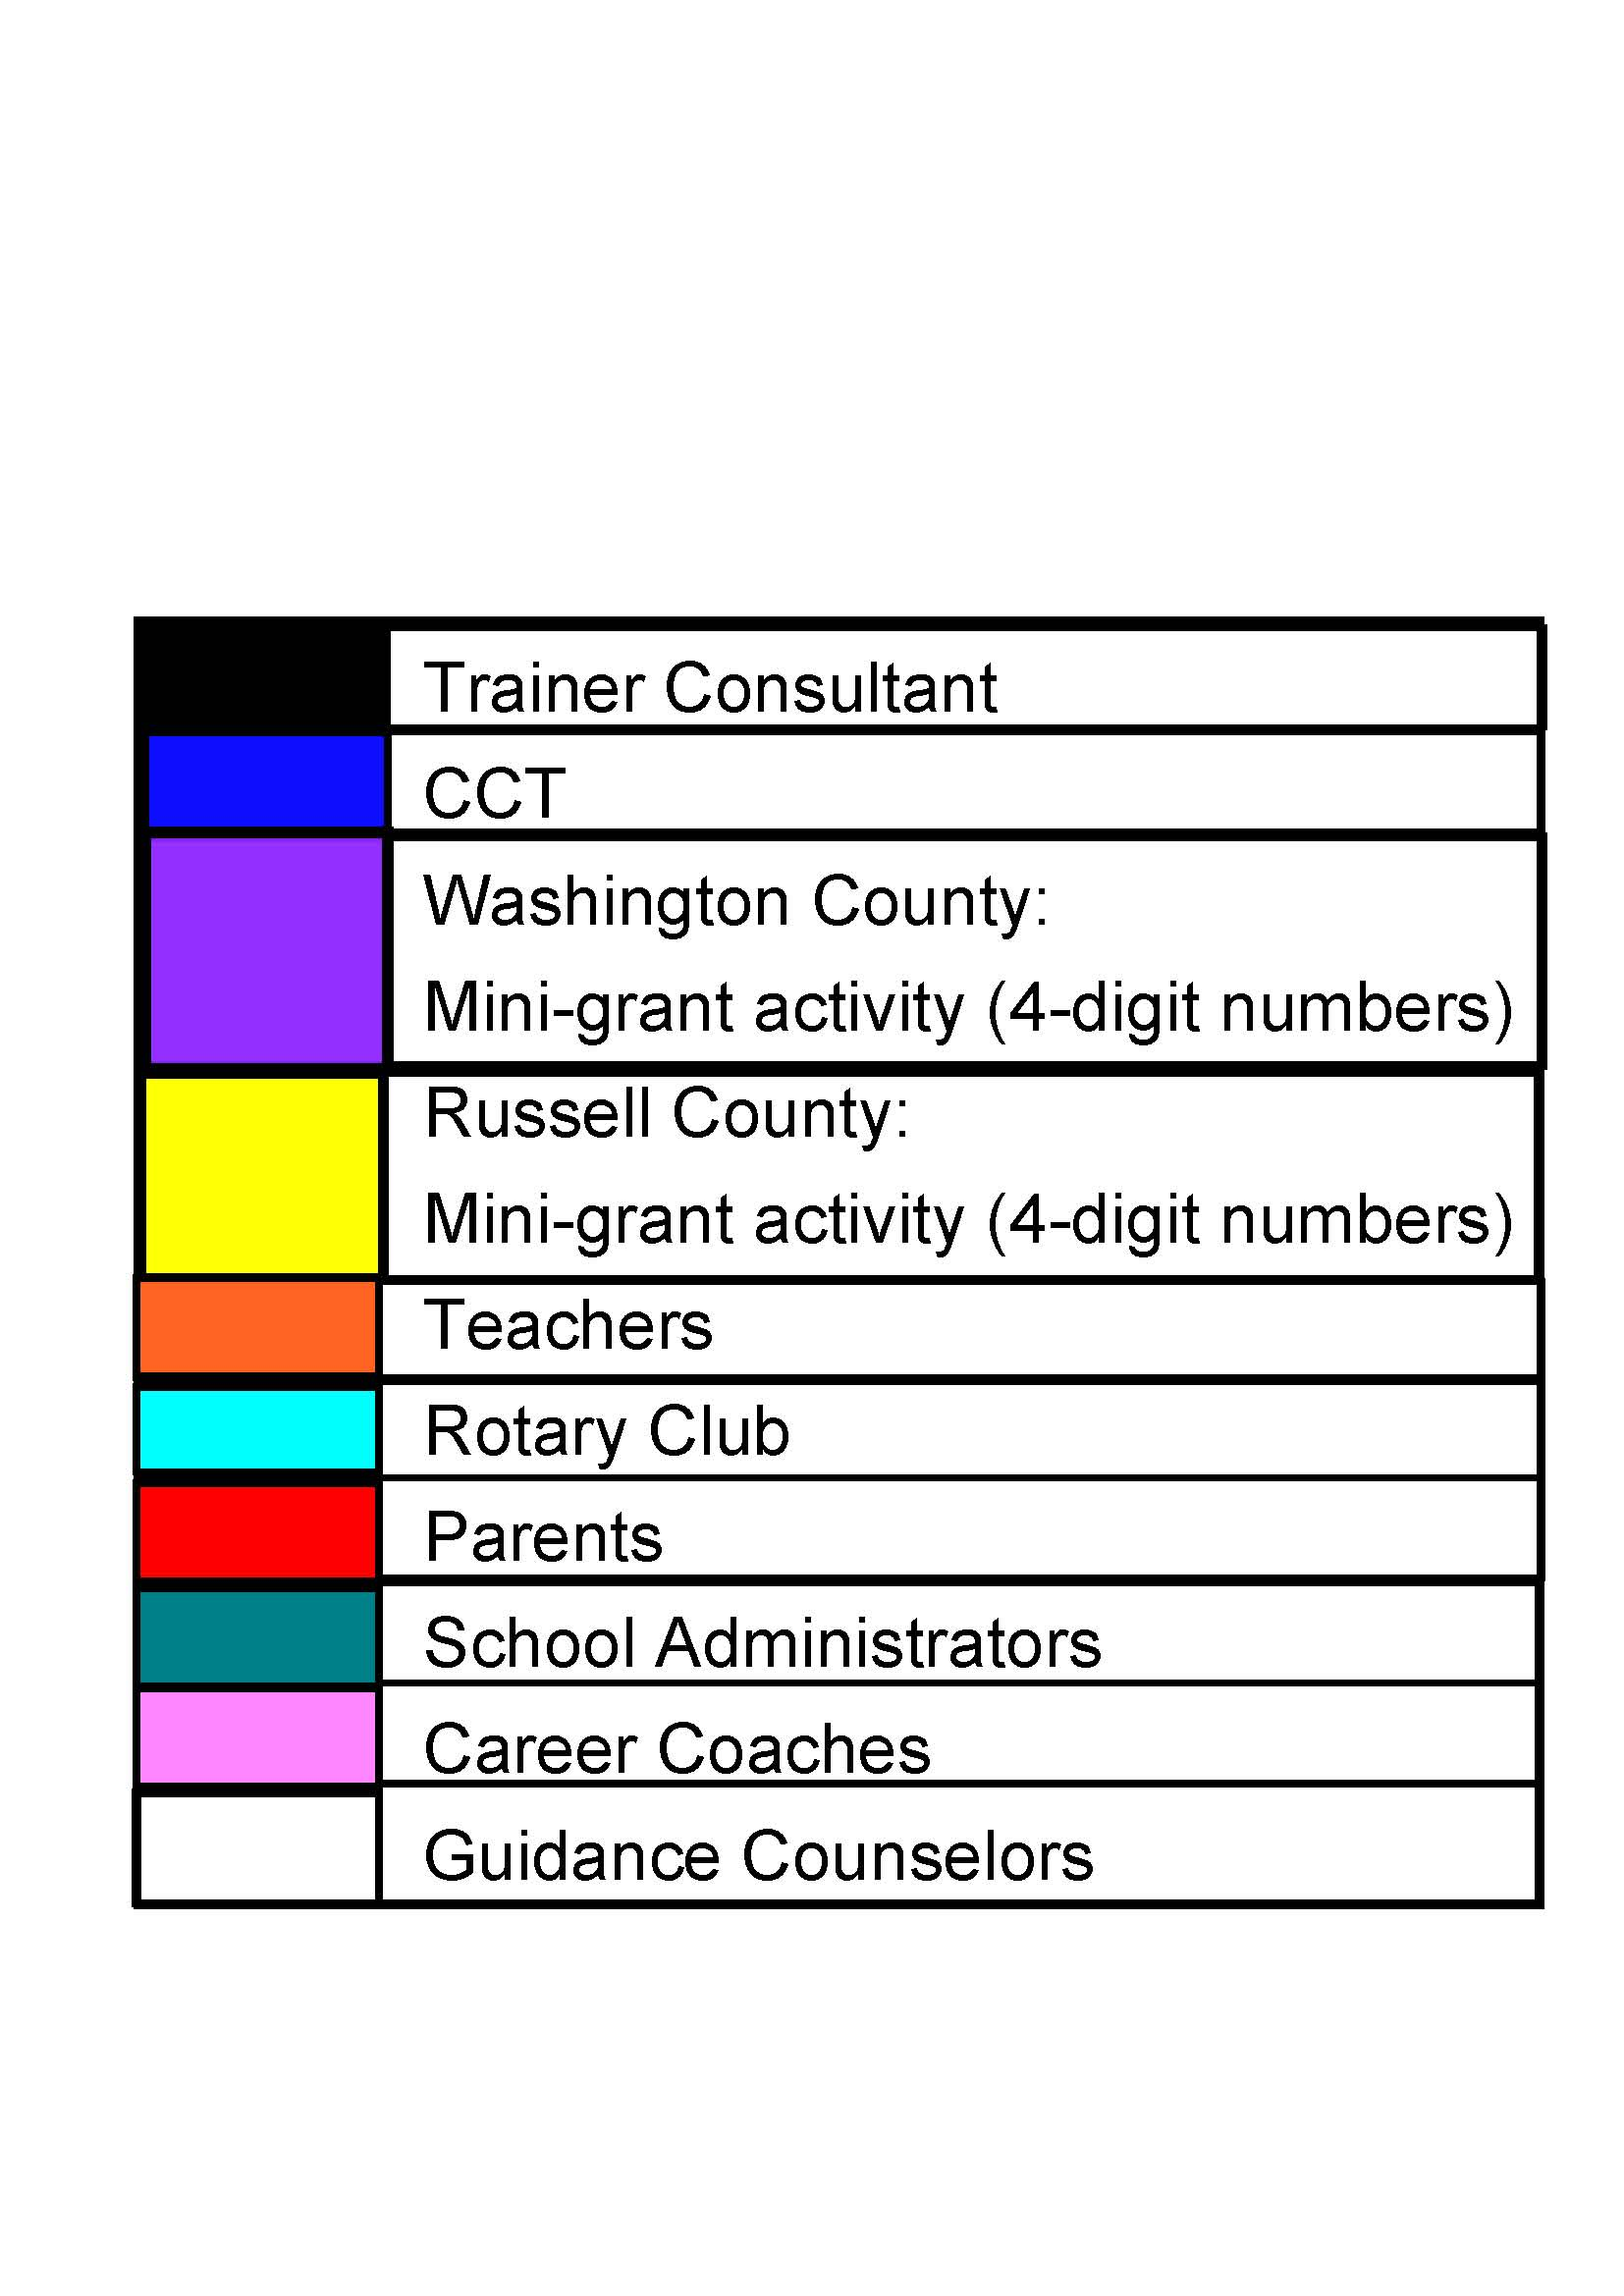 Trainer Consultant
CCT
Washington County:
Mini-grant activity (4-digit numbers)
Russell County:
Mini-grant activity (4-digit numbers)
Teachers
Rotary Club
Parents
School Administrators
Career Coaches
Guidance Counselors